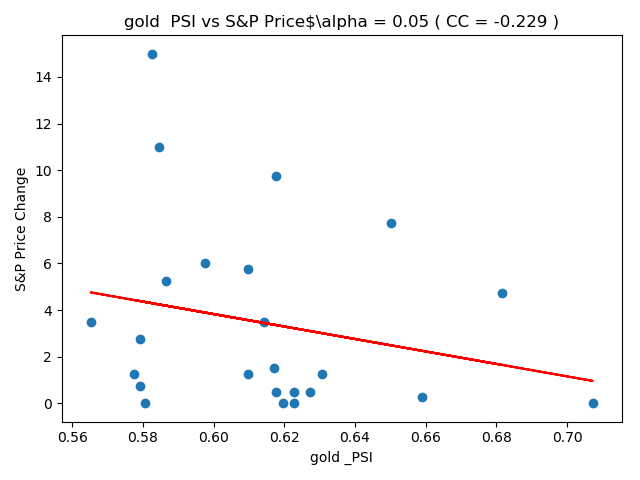 gold  PSI vs S&P Price$\alpha = 0.05 ( CC = -0.229 )
14
12
10
8
6
4
2
0
S&P Price Change
0.56 0.58 0.60 0.62 0.64 0.66 0.68 0.70
gold _PSI